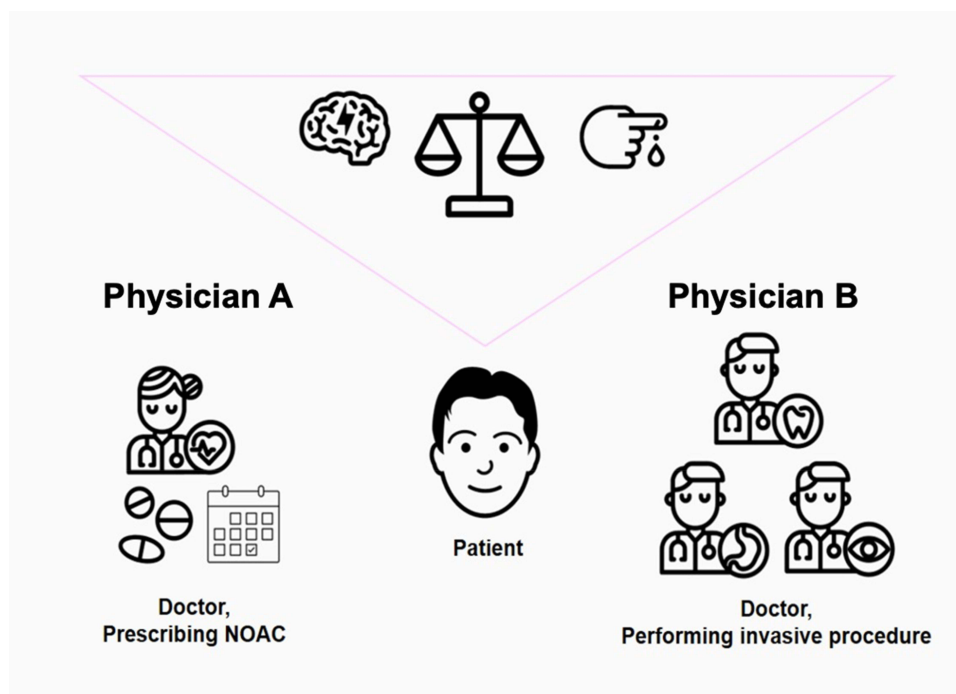 Physician A
Physician B
Patient
Doctor,
Prescribing NOAC
Doctor,
Performing invasive procedure